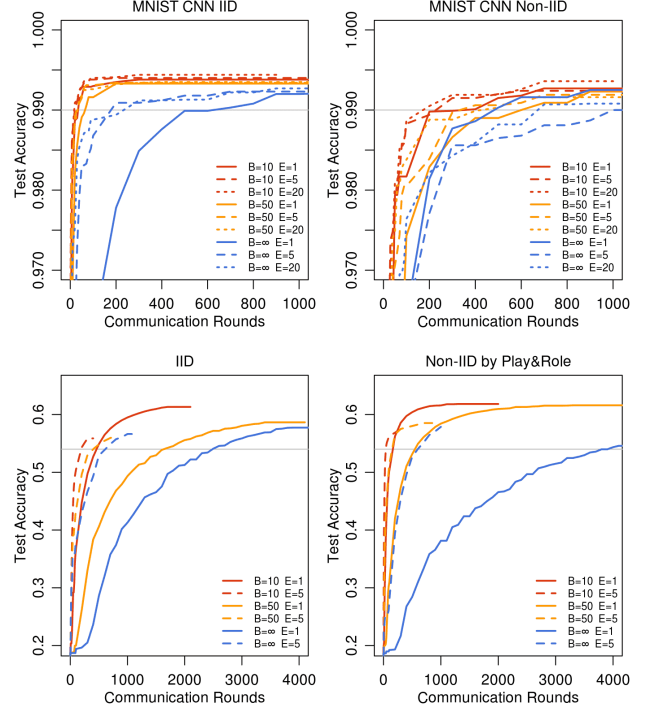 MNIST CNN IID
1.000
0.990
0.980
0.970
Test Accuracy
B=10 E=1
B=10 E=5
B=10 E=20
B=50 E=1
B=50 E=5
B=50 E=20
B=∞ E=1
B=∞ E=5
B=∞ E=20
0 200 400 600 800 1000
Communication Rounds
MNIST CNN Non-IID
1.000
0.990
0.980
0.970
Test Accuracy
B=10 E=1
B=10 E=5
B=10 E=20
B=50 E=1
B=50 E=5
B=50 E=20
B=∞ E=1
B=∞ E=5
B=∞ E=20
0 200 400 600 800 1000
Communication Rounds
IID
0.6
0.5
0.4
0.3
0.2
Test Accuracy
B=10 E=1
B=10 E=5
B=50 E=1
B=50 E=5
B=∞ E=1
B=∞ E=5
0 1000 2000 3000 4000
Communication Rounds
Non-IID by Play&Role
0.6
0.5
0.4
0.3
0.2
Test Accuracy
B=10 E=1
B=10 E=5
B=50 E=1
B=50 E=5
B=∞ E=1
B=∞ E=5
0 1000 2000 3000 4000
Communication Rounds